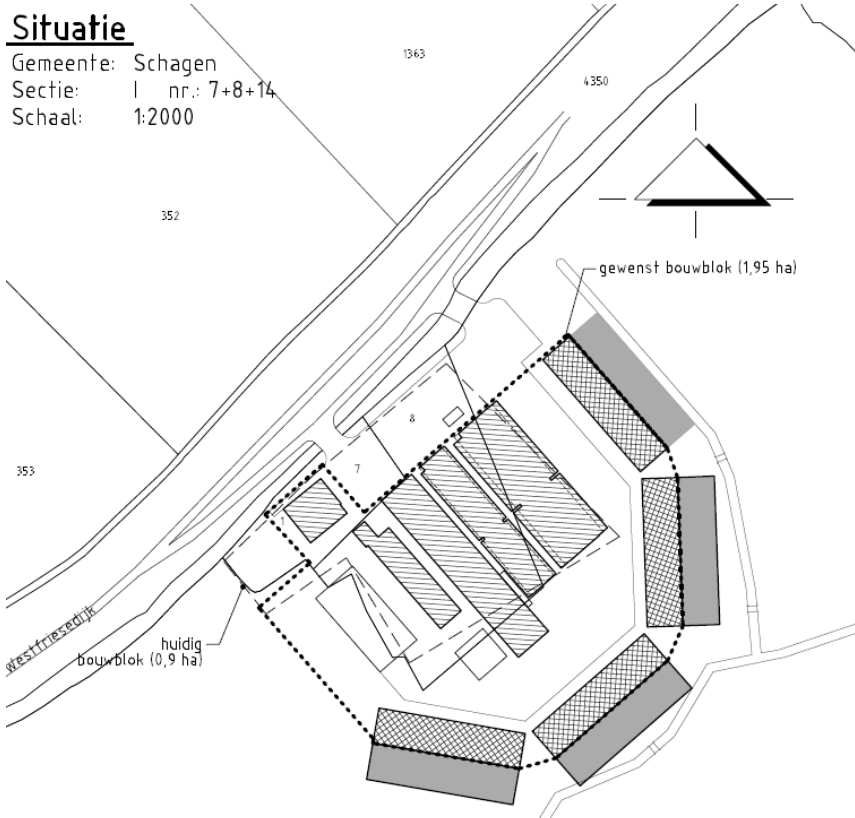 Situatie
Gemeente: Schagen
Sectie: I nr.: 7+8+14
Schaal: 1:2000
1363
4350
352
gewenst bouwblok (1,95 ha)
8
7
353
1
westfriesedijk
huidig
bouwblok (0,9 ha)